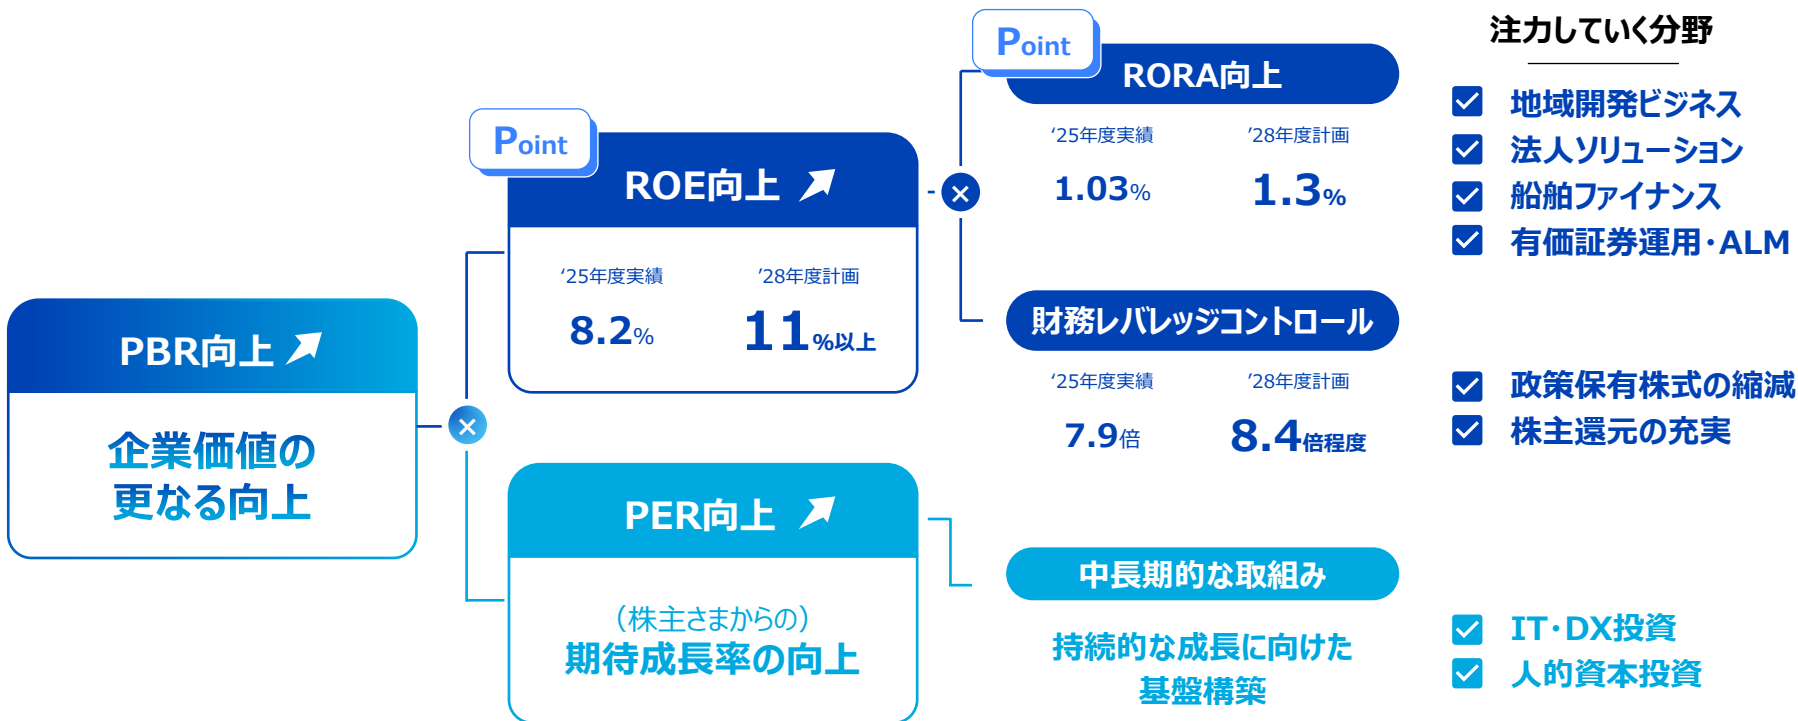 PBR向上
企業価値の
更なる向上
×
Point
ROE向上
‘25年度実績
’28年度計画
8.2%
11%以上
PER向上
（株主さまからの）
期待成長率の向上
×
Point
RORA向上
‘25年度実績
’28年度計画
1.03%
1.3%
財務レバレッジコントロール
‘25年度実績
’28年度計画
7.9倍
8.4倍程度
中長期的な取組み
持続的な成長に向けた
基盤構築
注力していく分野
地域開発ビジネス
法人ソリューション
船舶ファイナンス
有価証券運用・ALM
政策保有株式の縮減
株主還元の充実
IT・DX投資
人的資本投資